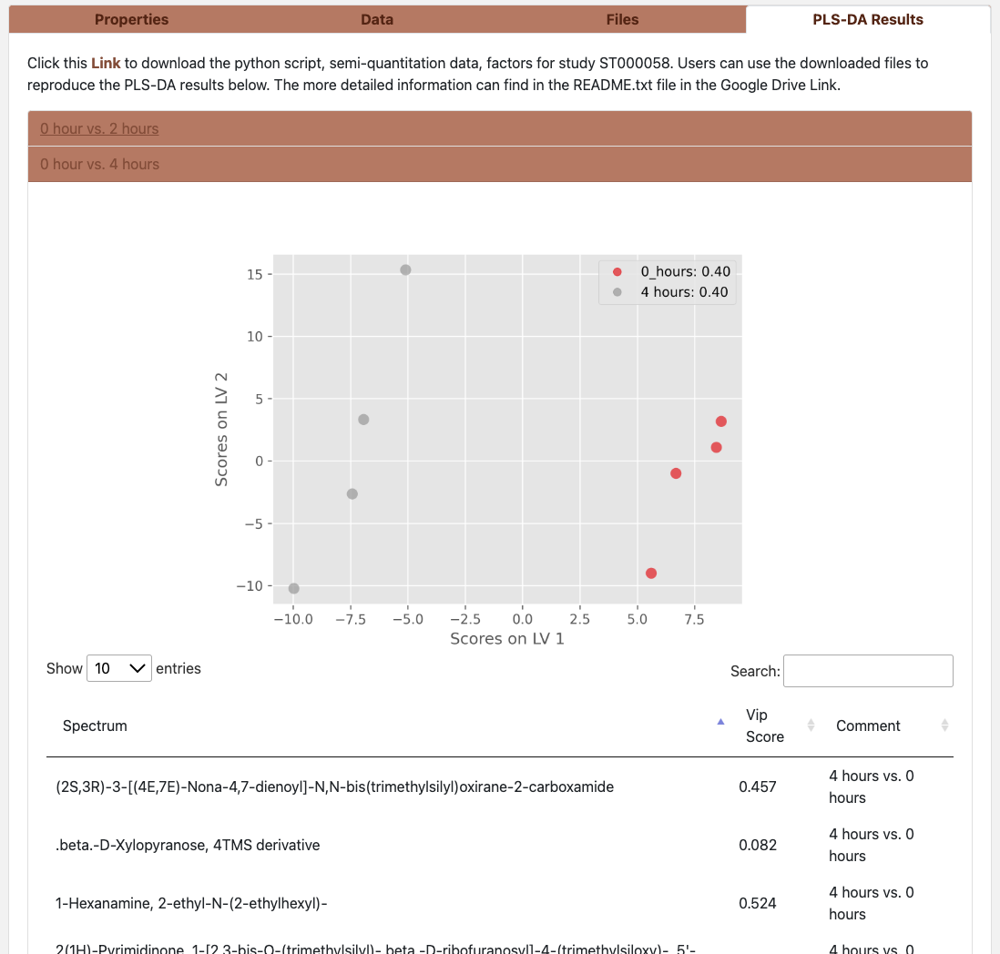 Properties
Data
Files
PLS-DA Results
Click this Link to download the python script, semi-quantitation data, factors for study ST000058. Users can use the downloaded files to
reproduce the PLS-DA results below. The more detailed information can find in the README.txt file in the Google Drive Link.
0 hour vs. 2 hours
0 hour vs. 4 hours
0_hours: 0.40
4 hours: 0.40
15
10
5
0
−5
−10
Scores on LV 2
−10.0
−7.5
−5.0
−2.5
0.0
2.5
5.0
7.5
Scores on LV 1
Show 10 entries
Search:
Spectrum
Vip
Score
Comment
(2S,3R)-3-[(4E,7E)-Nona-4,7-dienoyl]-N,N-bis(trimethylsilyl)oxirane-2-carboxamide
0.457
4 hours vs. 0
hours
.beta.-D-Xylopyranose, 4TMS derivative
0.082
4 hours vs. 0
hours
1-Hexanamine, 2-ethyl-N-(2-ethylhexyl)-
0.524
4 hours vs. 0
hours
2(1H)-Pyrimidinone, 1-[2,3-bis-O-(trimethylsilyl)-.beta.-D-ribofuranosyl]-4-(trimethylsiloxy)-, 5'-
4 hours vs. 0